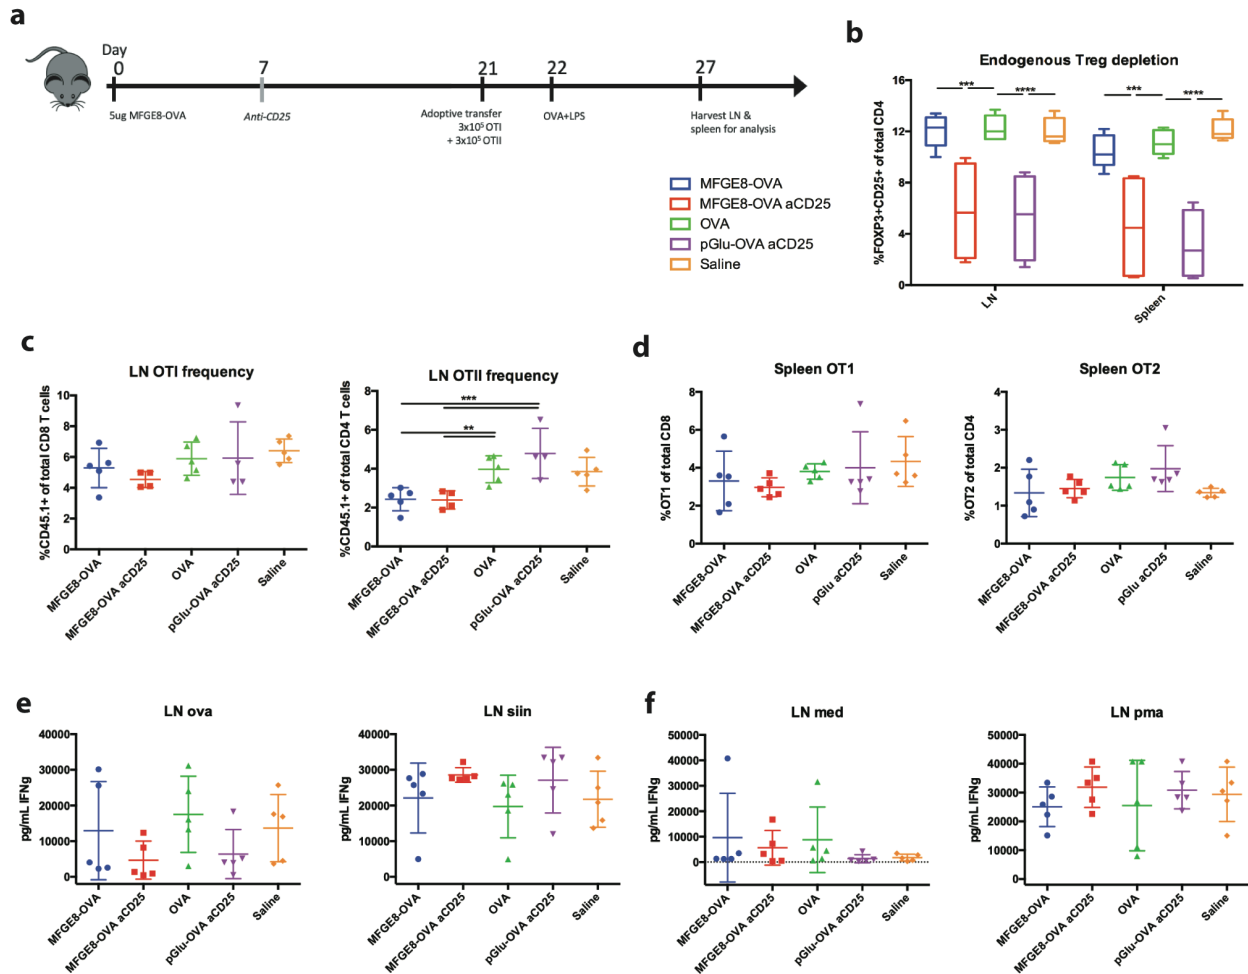 a
Day
0
7
21
22
27
5ug MFGE8-OVA
Anti-CD25
Adoptive transfer
3x10⁵ OTI
+ 3x10⁵ OTII
OVA+LPS
Harvest LN &
spleen for analysis
MFGE8-OVA
MFGE8-OVA aCD25
OVA
pGlu-OVA aCD25
Saline
b
Endogenous Treg depletion
%FOXP3+CD25+ of total CD4
16
12
8
4
0
***
****
***
****
LN
Spleen
c
LN OTI frequency
%CD45.1+ of total CD8 T cells
10
8
6
4
2
0
MFGE8-OVA
MFGE8-OVA aCD25
OVA
pGlu-OVA aCD25
Saline
LN OTII frequency
%CD45.1+ of total CD4 T cells
8
6
4
2
0
***
**
MFGE8-OVA
MFGE8-OVA aCD25
OVA
pGlu-OVA aCD25
Saline
d
Spleen OT1
%OT1 of total CD8
8
6
4
2
0
MFGE8-OVA
MFGE8-OVA aCD25
OVA
pGlu aCD25
Saline
Spleen OT2
%OT2 of total CD4
4
3
2
1
0
MFGE8-OVA
MFGE8-OVA aCD25
OVA
pGlu aCD25
Saline
e
LN ova
pg/mL IFNg
40000
30000
20000
10000
0
MFGE8-OVA
MFGE8-OVA aCD25
OVA
pGlu-OVA aCD25
Saline
LN siin
pg/mL IFNg
40000
30000
20000
10000
0
MFGE8-OVA
MFGE8-OVA aCD25
OVA
pGlu-OVA aCD25
Saline
f
LN med
pg/mL IFNg
50000
40000
30000
20000
10000
0
MFGE8-OVA
MFGE8-OVA aCD25
OVA
pGlu-OVA aCD25
Saline
LN pma
pg/mL IFNg
50000
40000
30000
20000
10000
0
MFGE8-OVA
MFGE8-OVA aCD25
OVA
pGlu-OVA aCD25
Saline